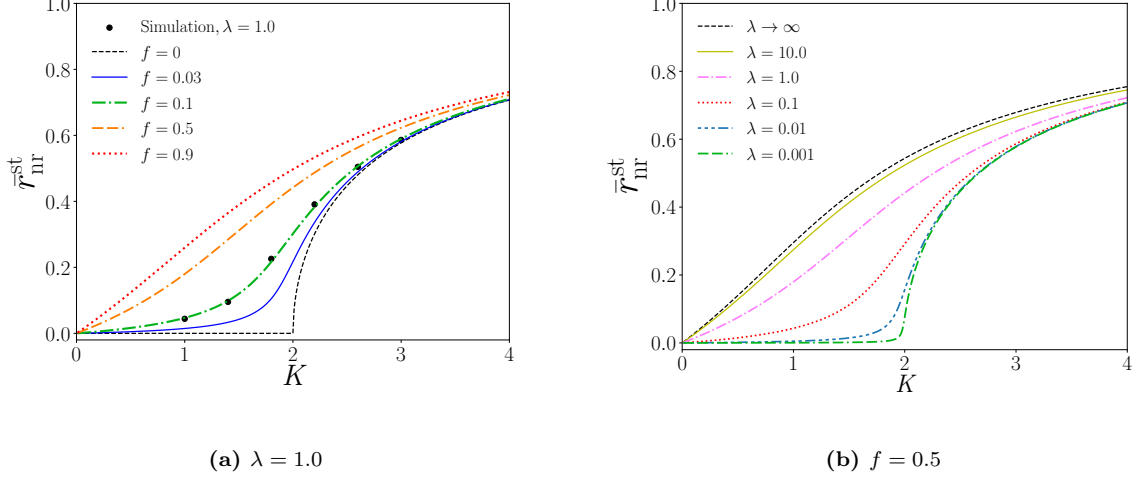 1.0
0.8
0.6
0.4
0.2
0.0
r̄ˢᵗₙᵣ
Simulation, λ = 1.0
f = 0
f = 0.03
f = 0.1
f = 0.5
f = 0.9
0 1 2 3 4
K
(a) λ = 1.0
1.0
0.8
0.6
0.4
0.2
0.0
r̄ˢᵗₙᵣ
λ → ∞
λ = 10.0
λ = 1.0
λ = 0.1
λ = 0.01
λ = 0.001
0 1 2 3 4
K
(b) f = 0.5